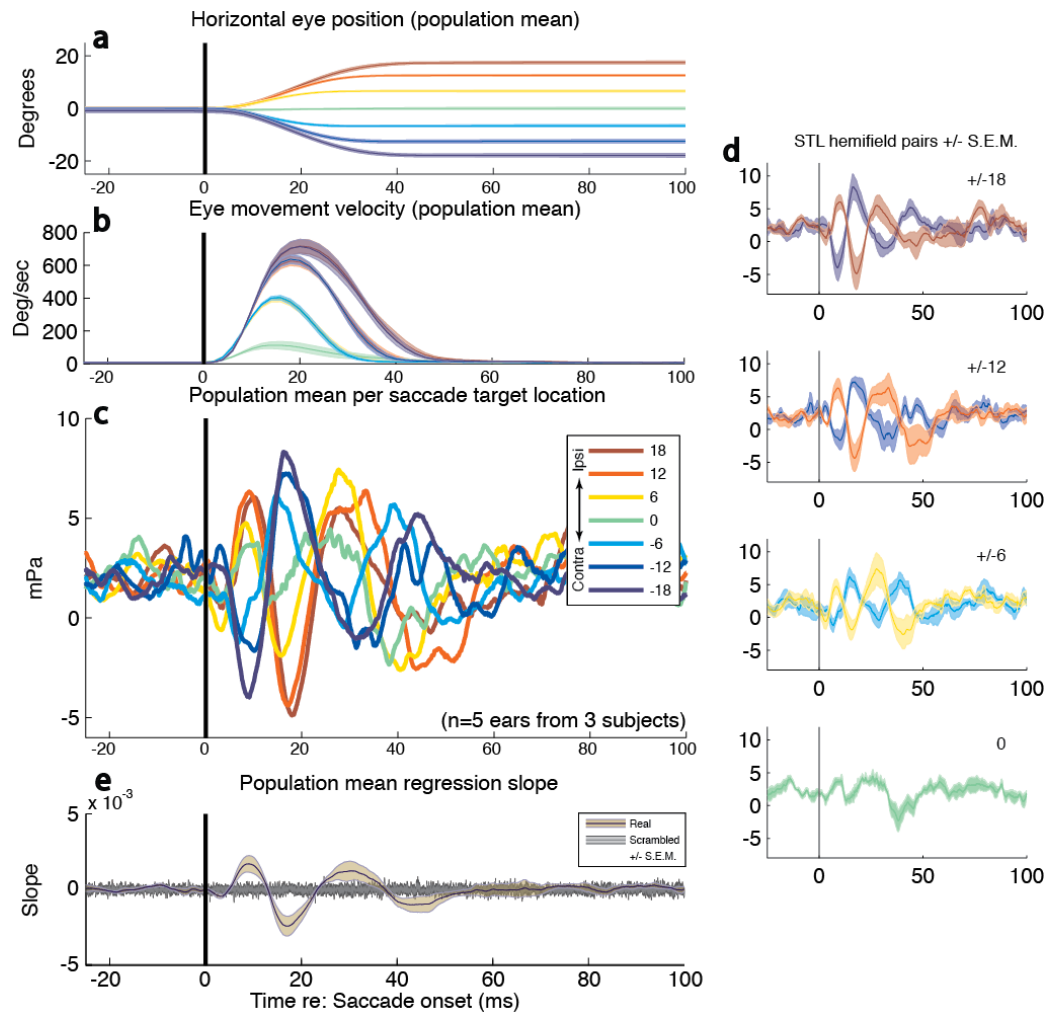 a
Horizontal eye position (population mean)
Degrees
20
0
-20
-20 0 20 40 60 80 100
b
Eye movement velocity (population mean)
Deg/sec
800
600
400
200
0
-20 0 20 40 60 80 100
c
Population mean per saccade target location
mPa
10
5
0
-5
Contra Ipsi
18
12
6
0
-6
-12
-18
(n=5 ears from 3 subjects)
-20 0 20 40 60 80 100
e
Population mean regression slope
x 10-3
Slope
5
0
-5
Real
Scrambled
+/- S.E.M.
-20 0 20 40 60 80 100
Time re: Saccade onset (ms)
d
STL hemifield pairs +/- S.E.M.
+/-18
10
5
0
-5
0 50 100
+/-12
10
5
0
-5
0 50 100
+/-6
10
5
0
-5
0 50 100
0
10
5
0
-5
0 50 100